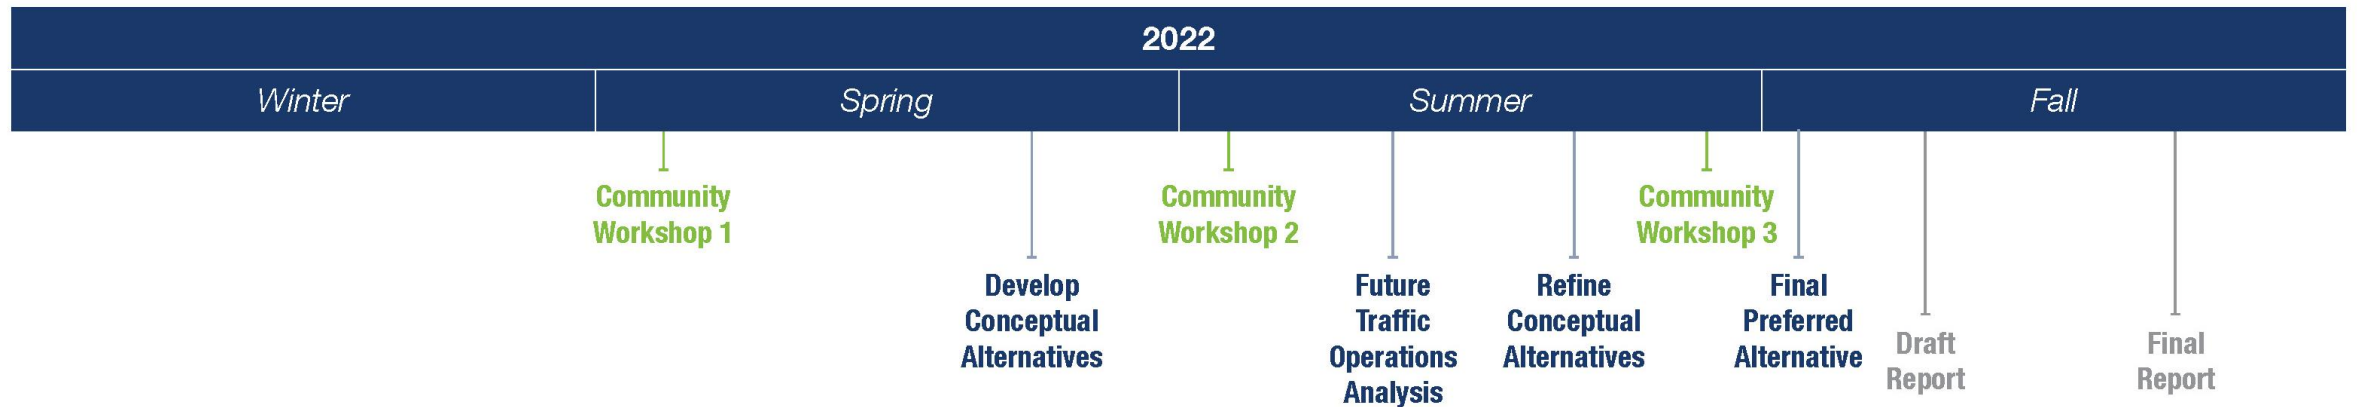 2022
Winter
Spring
Summer
Fall
Community
Workshop 1
Develop
Conceptual
Alternatives
Community
Workshop 2
Future
Traffic
Operations
Analysis
Refine
Conceptual
Alternatives
Community
Workshop 3
Final
Preferred
Alternative
Draft
Report
Final
Report